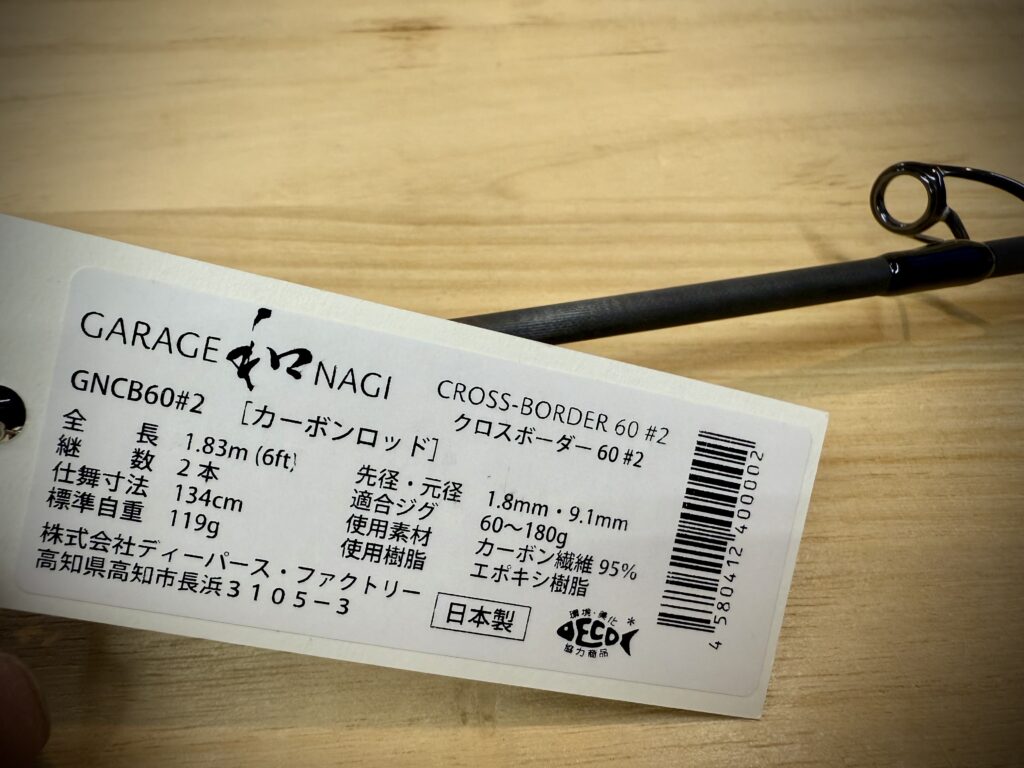 GARAGE 和 NAGI
GNCB60#2 [カーボンロッド]
CROSS-BORDER 60 #2
クロスボーダー 60 #2
全長 1.83m (6ft)
継数 2 本
仕舞寸法 134cm
標準自重 119g
先径・元径 1.8mm・9.1mm
適合ジグ 60〜180g
使用素材 カーボン繊維 95%
使用樹脂 エポキシ樹脂
株式会社ディーパース・ファクトリー
高知県高知市長浜３１０５−３
日本製
環境・美化
ECO
協力商品
4 580412 400002